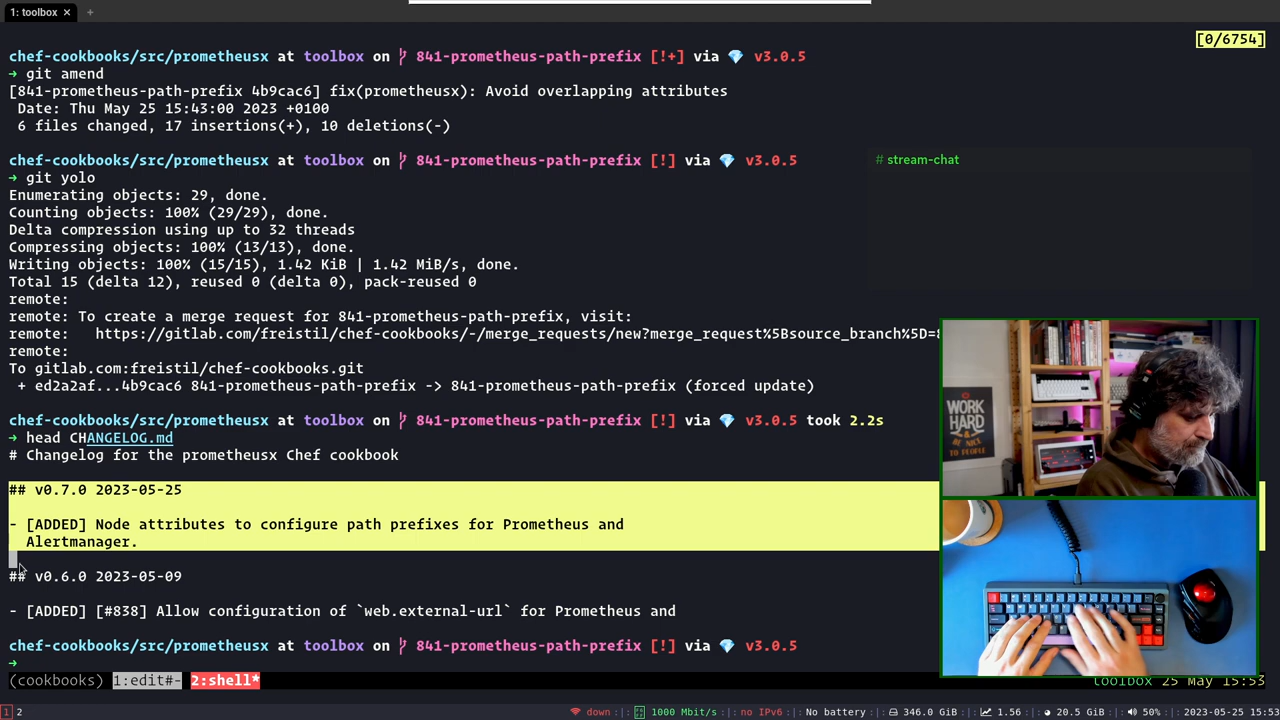 1: toolbox × +
[0/6754]
chef-cookbooks/src/prometheusx at toolbox on 841-prometheus-path-prefix [!+] via 💎 v3.0.5
➜ git amend
[841-prometheus-path-prefix 4b9cac6] fix(prometheusx): Avoid overlapping attributes
Date: Thu May 25 15:43:00 2023 +0100
6 files changed, 17 insertions(+), 10 deletions(-)
chef-cookbooks/src/prometheusx at toolbox on 841-prometheus-path-prefix [!] via 💎 v3.0.5
# stream-chat
➜ git yolo
Enumerating objects: 29, done.
Counting objects: 100% (29/29), done.
Delta compression using up to 32 threads
Compressing objects: 100% (13/13), done.
Writing objects: 100% (15/15), 1.42 KiB | 1.42 MiB/s, done.
Total 15 (delta 12), reused 0 (delta 0), pack-reused 0
remote:
remote: To create a merge request for 841-prometheus-path-prefix, visit:
remote:   https://gitlab.com/freistil/chef-cookbooks/-/merge_requests/new?merge_request%5Bsource_branch%5D=
remote:
To gitlab.com:freistil/chef-cookbooks.git
+ ed2a2af...4b9cac6 841-prometheus-path-prefix -> 841-prometheus-path-prefix (forced update)
chef-cookbooks/src/prometheusx at toolbox on 841-prometheus-path-prefix [!] via 💎 v3.0.5 took 2.2s
➜ head CHANGELOG.md
# Changelog for the prometheusx Chef cookbook
## v0.7.0 2023-05-25
- [ADDED] Node attributes to configure path prefixes for Prometheus and
Alertmanager.
## v0.6.0 2023-05-09
- [ADDED] [#838] Allow configuration of `web.external-url` for Prometheus and
chef-cookbooks/src/prometheusx at toolbox on 841-prometheus-path-prefix [!] via 💎 v3.0.5
➜
WORK
HARD
& BE NICE
TO PEOPLE
(cookbooks) 1:edit#- 2:shell*
toolbox 25 May 15:53
1 2
down 1000 Mbit/s no IPv6 No battery 346.0 GiB 1.56 20.5 GiB 50% 2023-05-25 15:53